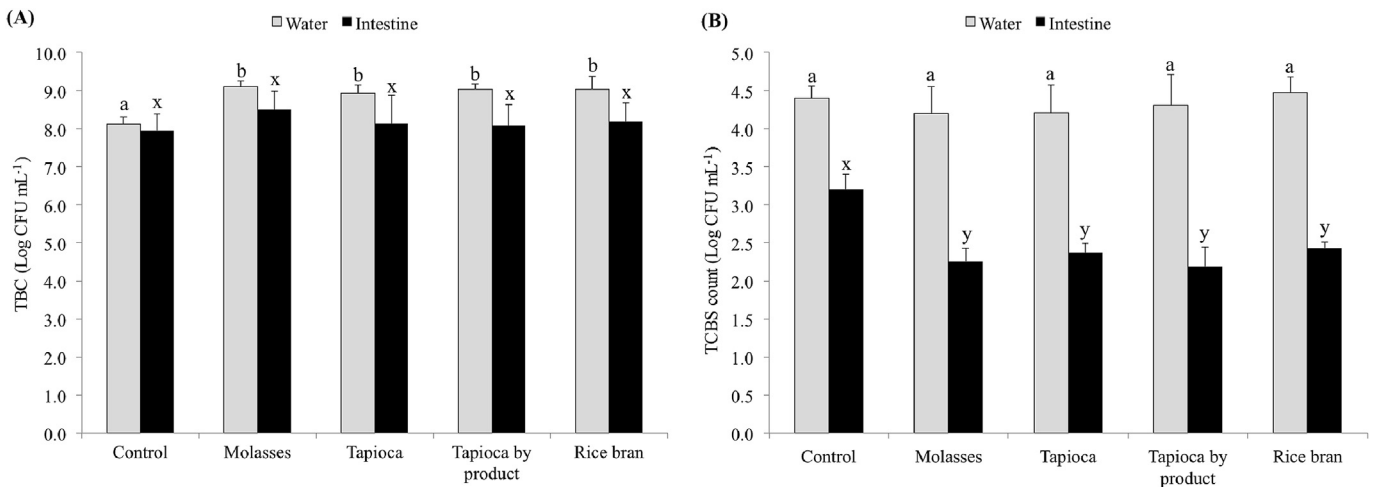 (A)
Water Intestine
TBC (Log CFU mL-1)
10.0
9.0
8.0
7.0
6.0
5.0
4.0
3.0
2.0
1.0
0.0
a x b x b x b x b x
Control Molasses Tapioca Tapioca by product Rice bran
(B)
Water Intestine
TCBS count (Log CFU mL-1)
5.0
4.5
4.0
3.5
3.0
2.5
2.0
1.5
1.0
0.5
0.0
a x a y a y a y a y
Control Molasses Tapioca Tapioca by product Rice bran